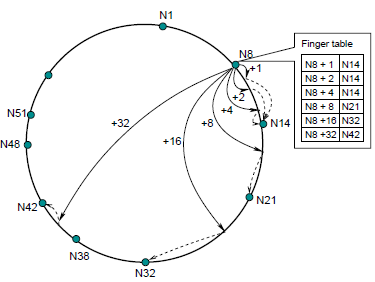 N1
N8
Finger table
N8 + 1 N14
N8 + 2 N14
N8 + 4 N14
N8 + 8 N21
N8 +16 N32
N8 +32 N42
+1
+2
+4
+8
+16
+32
N14
N21
N32
N38
N42
N48
N51